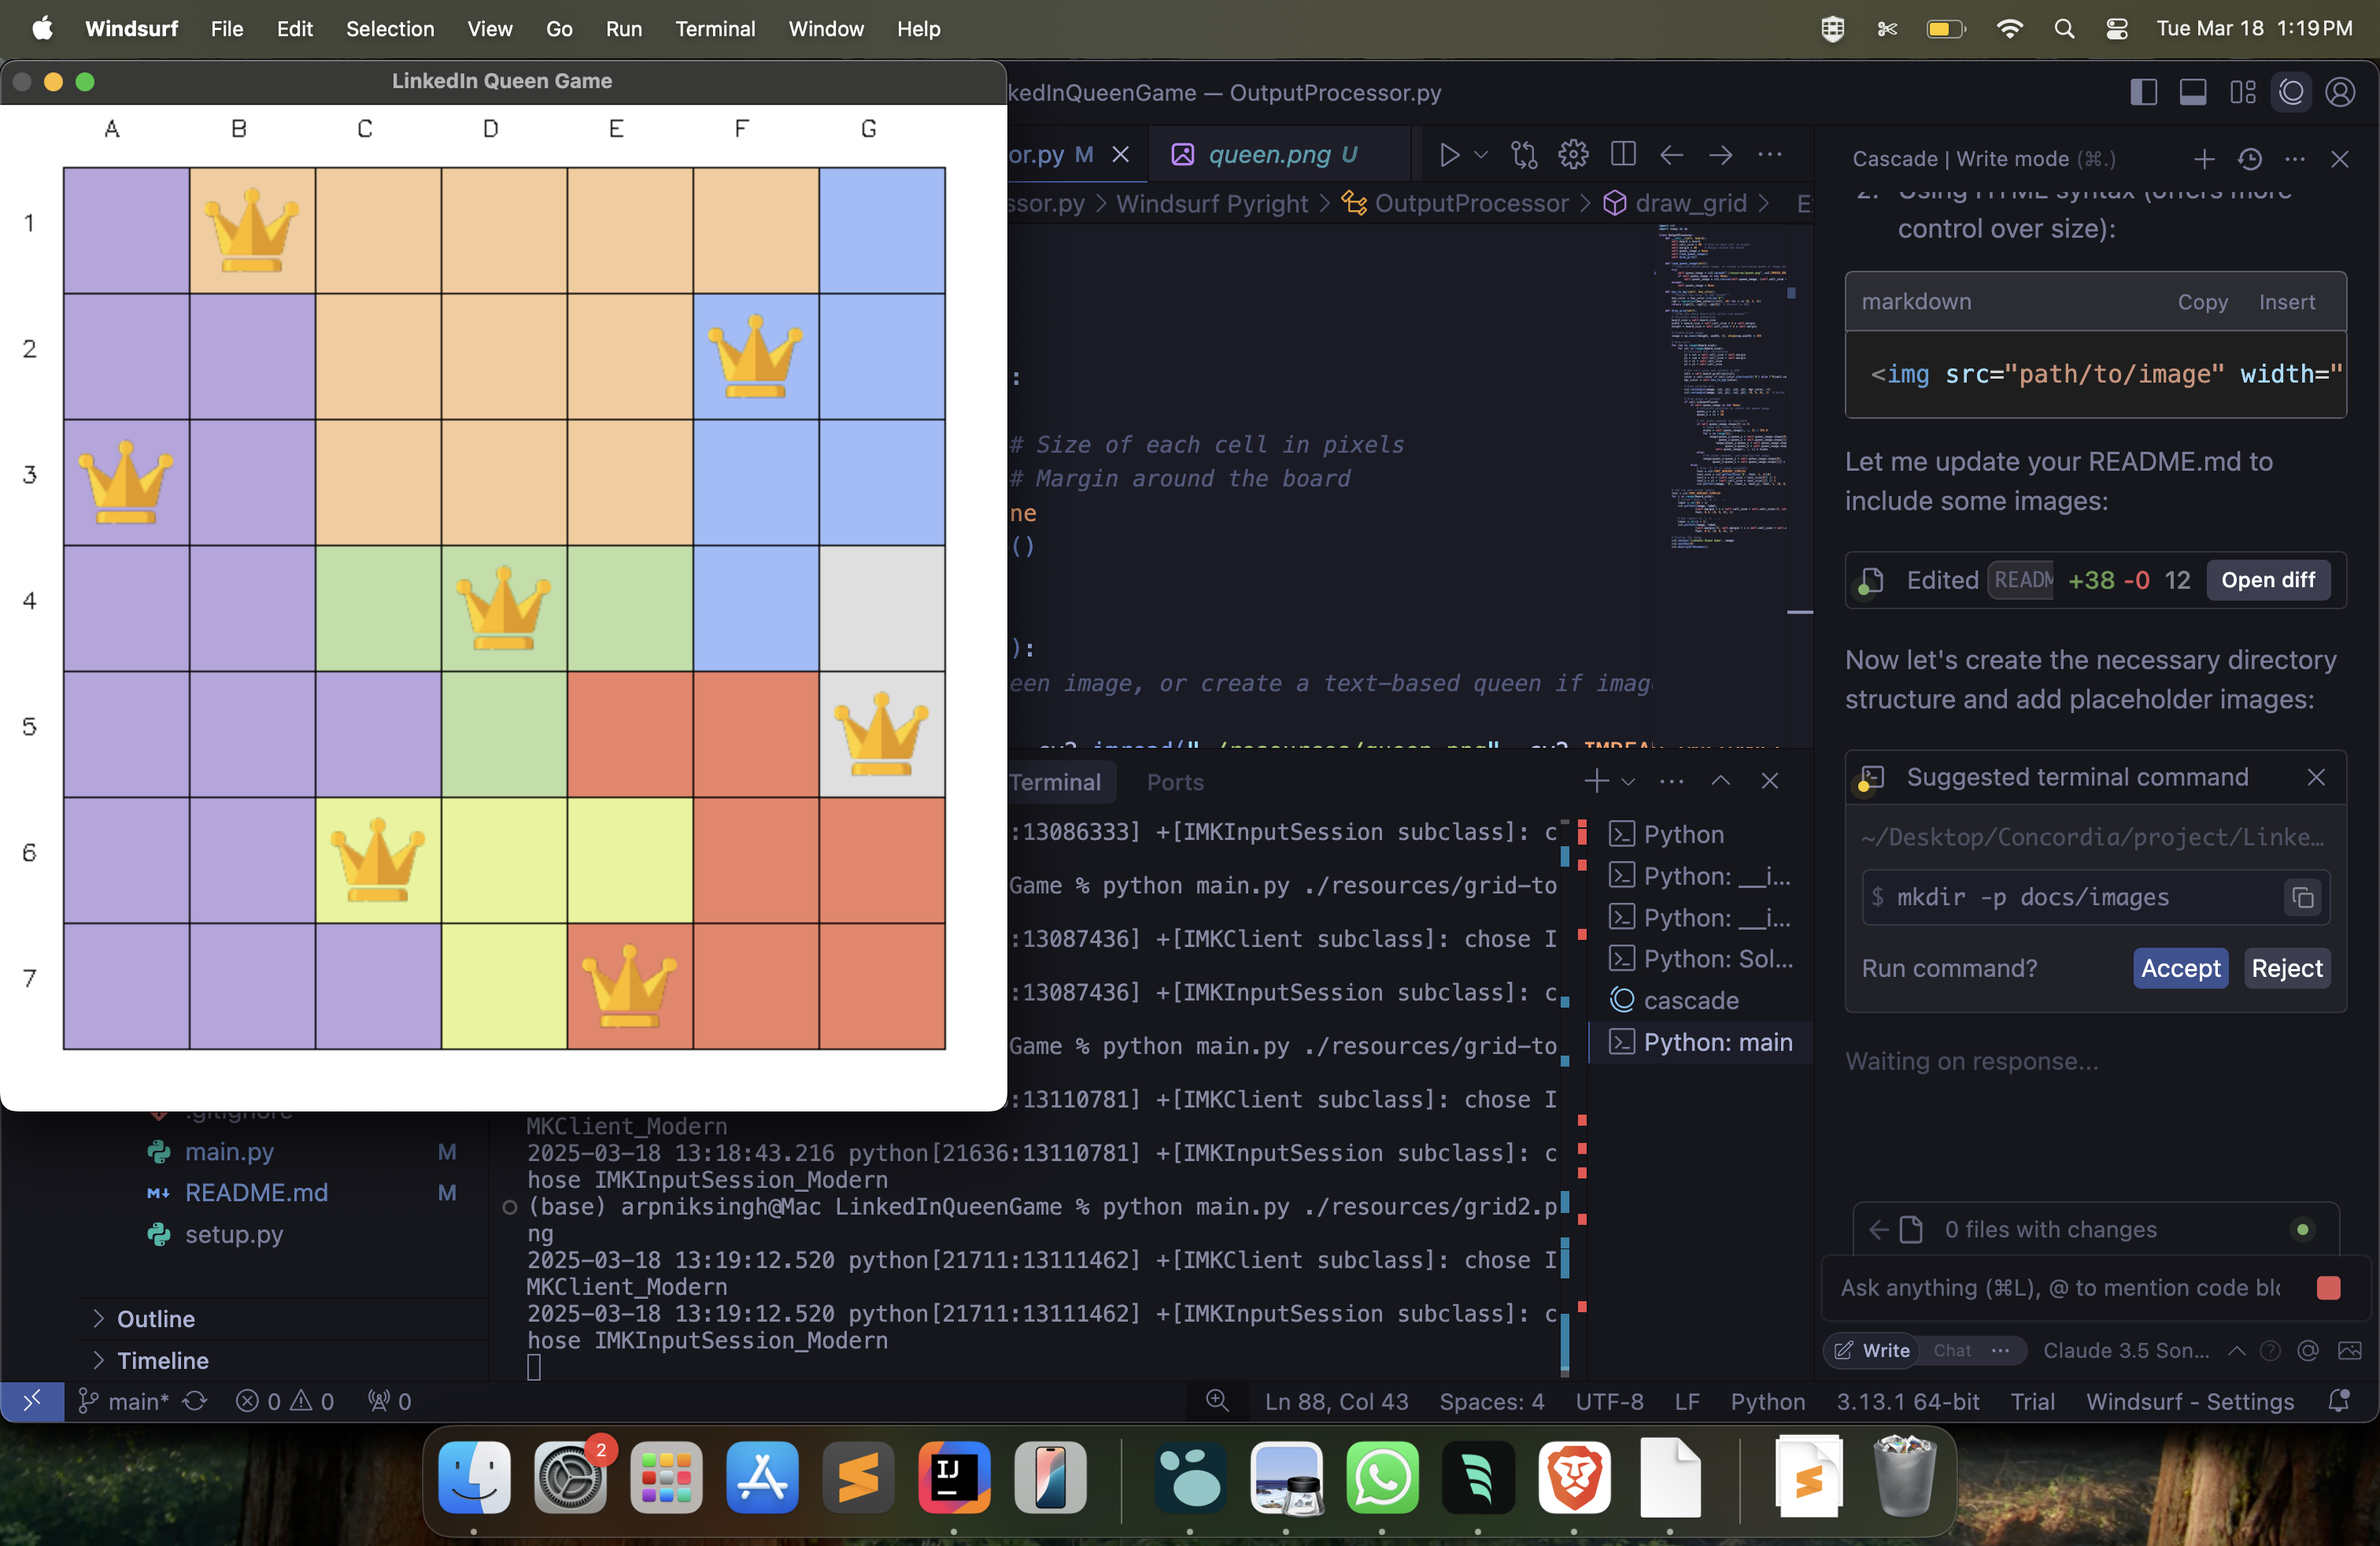 Windsurf File Edit Selection View Go Run Terminal Window Help
Tue Mar 18 1:19 PM
LinkedIn Queen Game
A B C D E F G
1
2
3
4
5
6
7
kedInQueenGame — OutputProcessor.py
or.py M
queen.png U
ssor.py > Windsurf Pyright > OutputProcessor > draw_grid >
:
# Size of each cell in pixels
# Margin around the board
ne
()
):
een image, or create a text-based queen if imag
Terminal Ports
:13086333] +[IMKInputSession subclass]: c
Game % python main.py ./resources/grid-to
:13087436] +[IMKClient subclass]: chose I
:13087436] +[IMKInputSession subclass]: c
Game % python main.py ./resources/grid-to
:13110781] +[IMKClient subclass]: chose I
MKClient_Modern
2025-03-18 13:18:43.216 python[21636:13110781] +[IMKInputSession subclass]: c
hose IMKInputSession_Modern
(base) arpniksingh@Mac LinkedInQueenGame % python main.py ./resources/grid2.p
ng
2025-03-18 13:19:12.520 python[21711:13111462] +[IMKClient subclass]: chose I
MKClient_Modern
2025-03-18 13:19:12.520 python[21711:13111462] +[IMKInputSession subclass]: c
hose IMKInputSession_Modern
Python
Python: __i...
Python: __i...
Python: Sol...
cascade
Python: main
.gitignore
main.py M
README.md M
setup.py
Outline
Timeline
Cascade | Write mode (⌘.)
2. Using HTML syntax (offers more
control over size):
markdown Copy Insert
<img src="path/to/image" width="
Let me update your README.md to
include some images:
Edited READM +38 -0 12 Open diff
Now let's create the necessary directory
structure and add placeholder images:
Suggested terminal command
~/Desktop/Concordia/project/Linke...
$ mkdir -p docs/images
Run command? Accept Reject
Waiting on response...
0 files with changes
Ask anything (⌘L), @ to mention code blo
Write Chat ... Claude 3.5 Son...
main* 0 0 0
Ln 88, Col 43 Spaces: 4 UTF-8 LF Python 3.13.1 64-bit Trial Windsurf - Settings
2
IJ